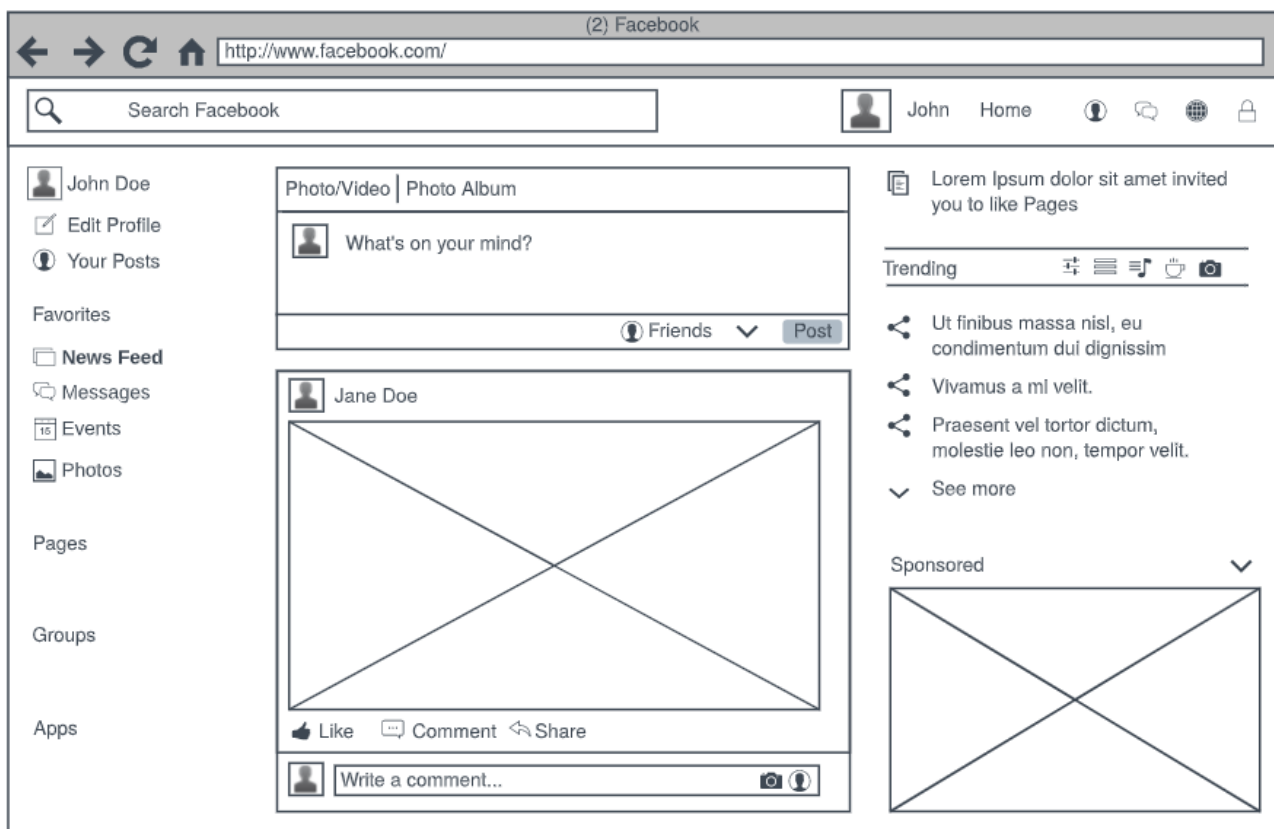 (2) Facebook
http://www.facebook.com/
Search Facebook
John Home
John Doe
Edit Profile
Your Posts
Favorites
News Feed
Messages
15 Events
Photos
Pages
Groups
Apps
Photo/Video | Photo Album
What's on your mind?
Friends
Post
Jane Doe
Like Comment Share
Write a comment...
Lorem Ipsum dolor sit amet invited
you to like Pages
Trending
Ut finibus massa nisl, eu
condimentum dui dignissim
Vivamus a mi velit.
Praesent vel tortor dictum,
molestie leo non, tempor velit.
See more
Sponsored